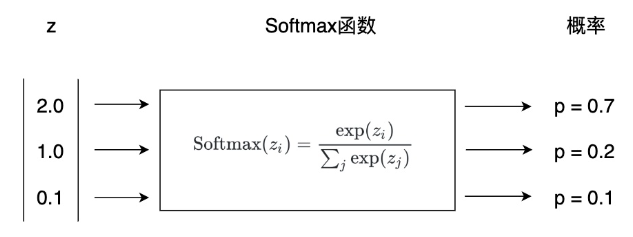 z Softmax函数 概率
2.0 p = 0.7
1.0 Softmax(z_i) = exp(z_i) / ∑_j exp(z_j) p = 0.2
0.1 p = 0.1